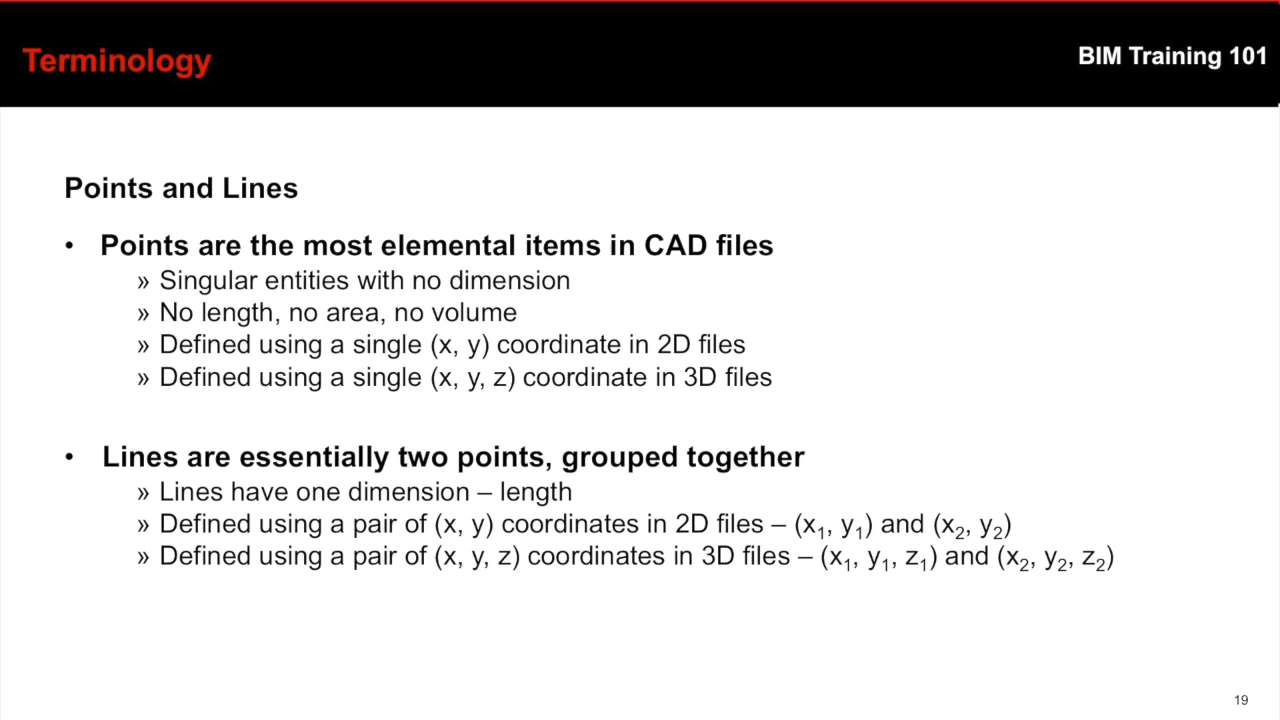 Terminology
BIM Training 101
Points and Lines
• Points are the most elemental items in CAD files
» Singular entities with no dimension
» No length, no area, no volume
» Defined using a single (x, y) coordinate in 2D files
» Defined using a single (x, y, z) coordinate in 3D files
• Lines are essentially two points, grouped together
» Lines have one dimension – length
» Defined using a pair of (x, y) coordinates in 2D files – (x₁, y₁) and (x₂, y₂)
» Defined using a pair of (x, y, z) coordinates in 3D files – (x₁, y₁, z₁) and (x₂, y₂, z₂)
19